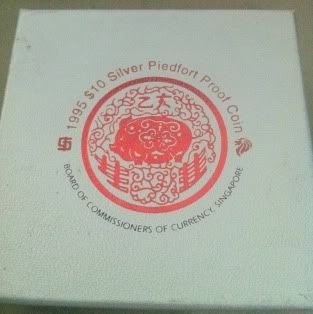 1995 $10 Silver Piedfort Proof Coin
乙亥
BOARD OF COMMISSIONERS OF CURRENCY, SINGAPORE